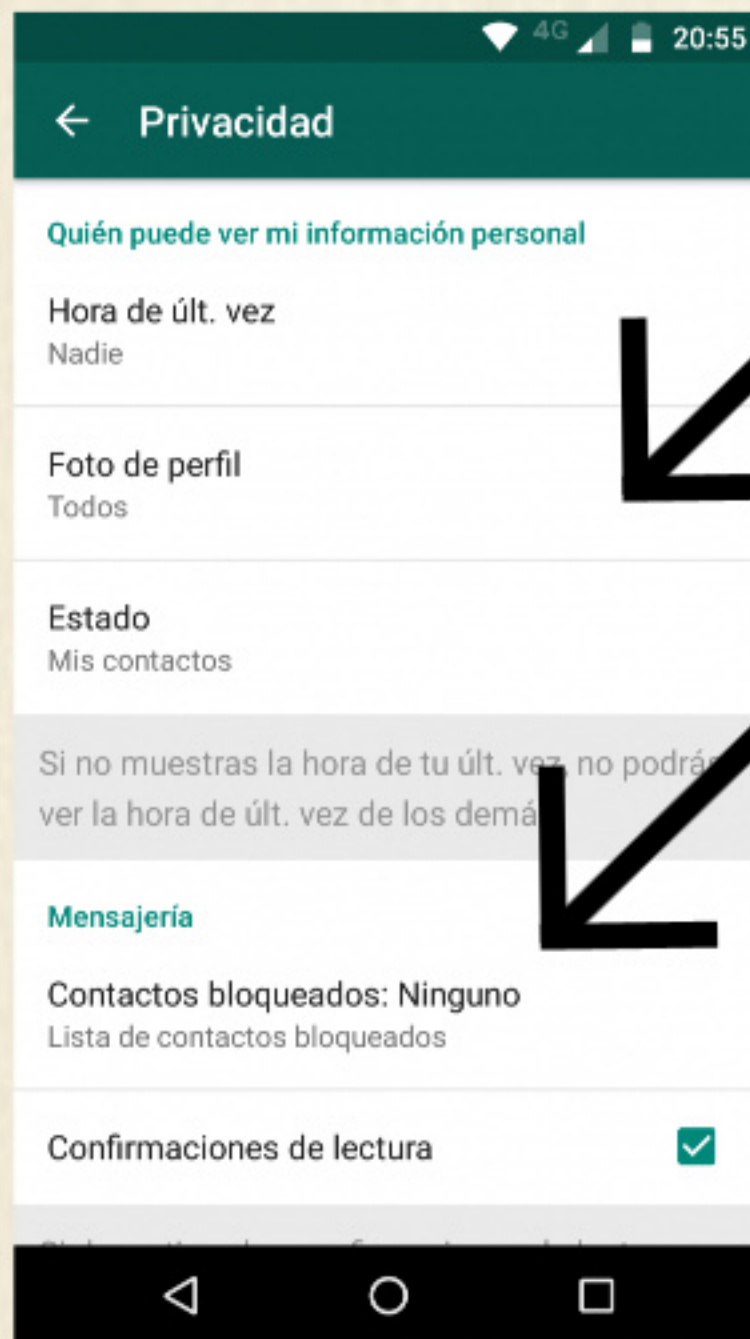 4G 20:55
Privacidad
Quién puede ver mi información personal
Hora de últ. vez
Nadie
Foto de perfil
Todos
Estado
Mis contactos
Si no muestras la hora de tu últ. vez, no podrás
ver la hora de últ. vez de los demá
Mensajería
Contactos bloqueados: Ninguno
Lista de contactos bloqueados
Confirmaciones de lectura